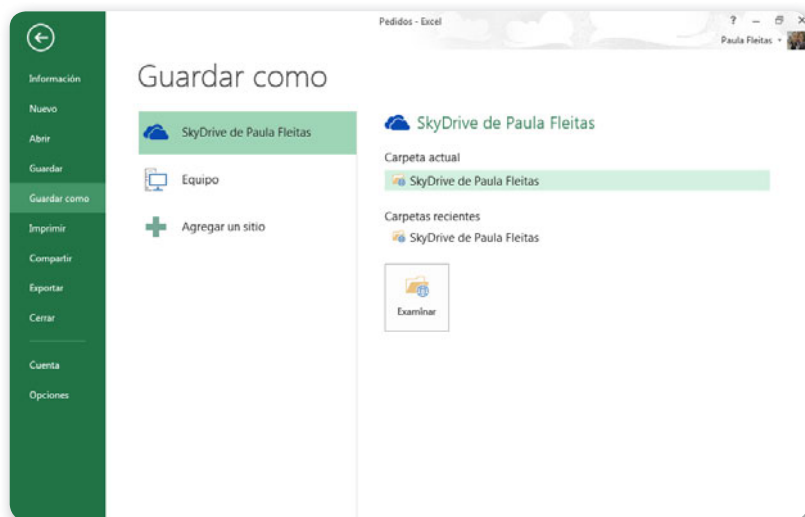 Pedidos - Excel
?
Paula Fleitas
Información
Nuevo
Abrir
Guardar
Guardar como
Imprimir
Compartir
Exportar
Cerrar
Cuenta
Opciones
Guardar como
SkyDrive de Paula Fleitas
Equipo
Agregar un sitio
SkyDrive de Paula Fleitas
Carpeta actual
SkyDrive de Paula Fleitas
Carpetas recientes
SkyDrive de Paula Fleitas
Examinar